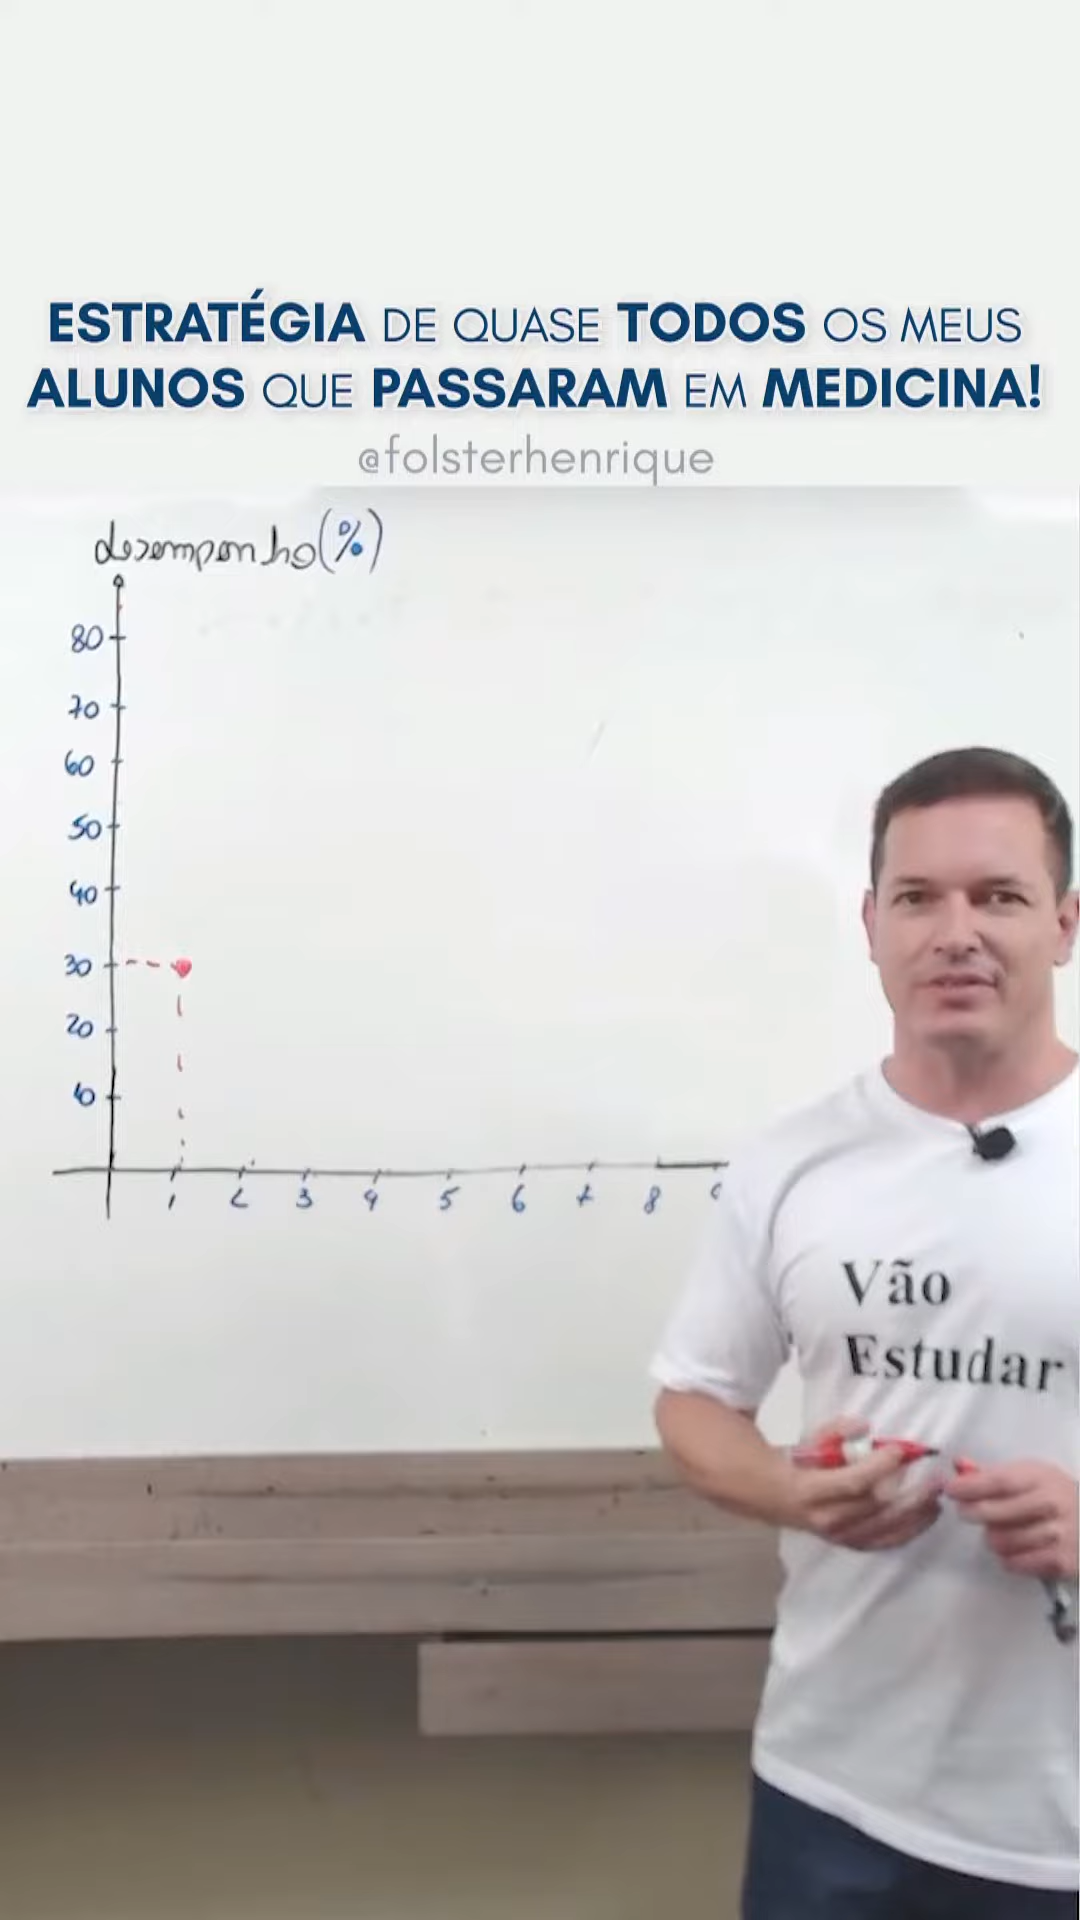 ESTRATÉGIA DE QUASE TODOS OS MEUS
ALUNOS QUE PASSARAM EM MEDICINA!
@folsterhenrique
desempenho (%)
80
70
60
50
40
30
20
10
1 2 3 4 5 6 7 8
Vão
Estudar